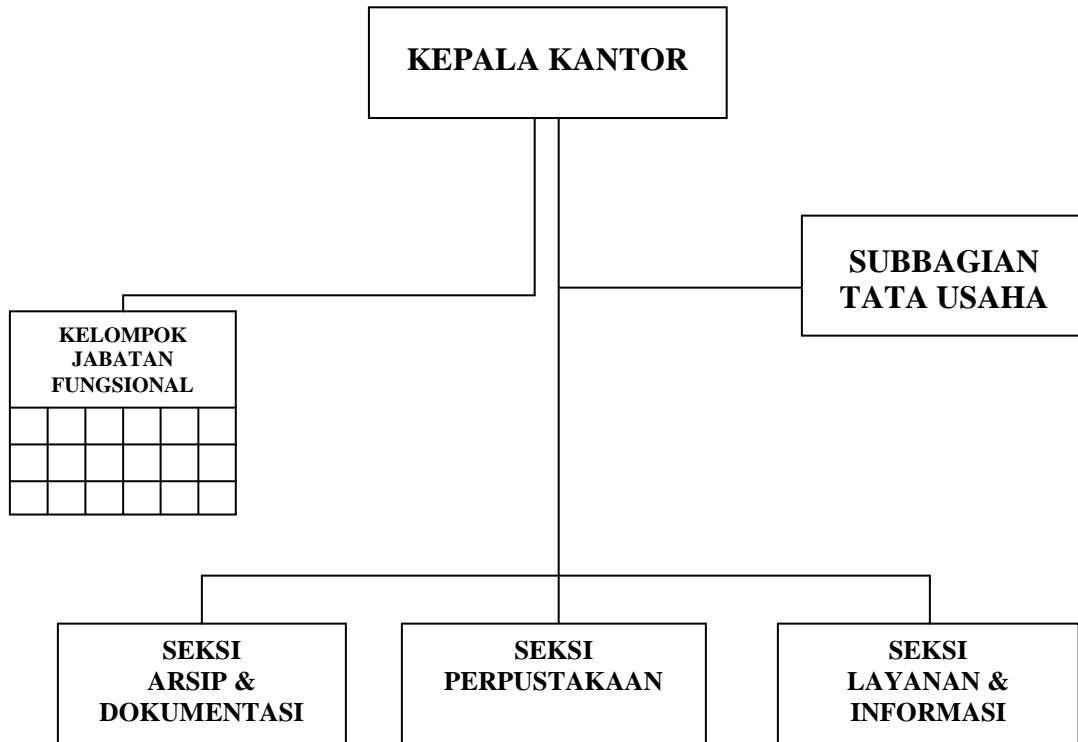 KEPALA KANTOR
SUBBAGIAN
TATA USAHA
KELOMPOK
JABATAN
FUNGSIONAL
SEKSI
ARSIP &
DOKUMENTASI
SEKSI
PERPUSTAKAAN
SEKSI
LAYANAN &
INFORMASI